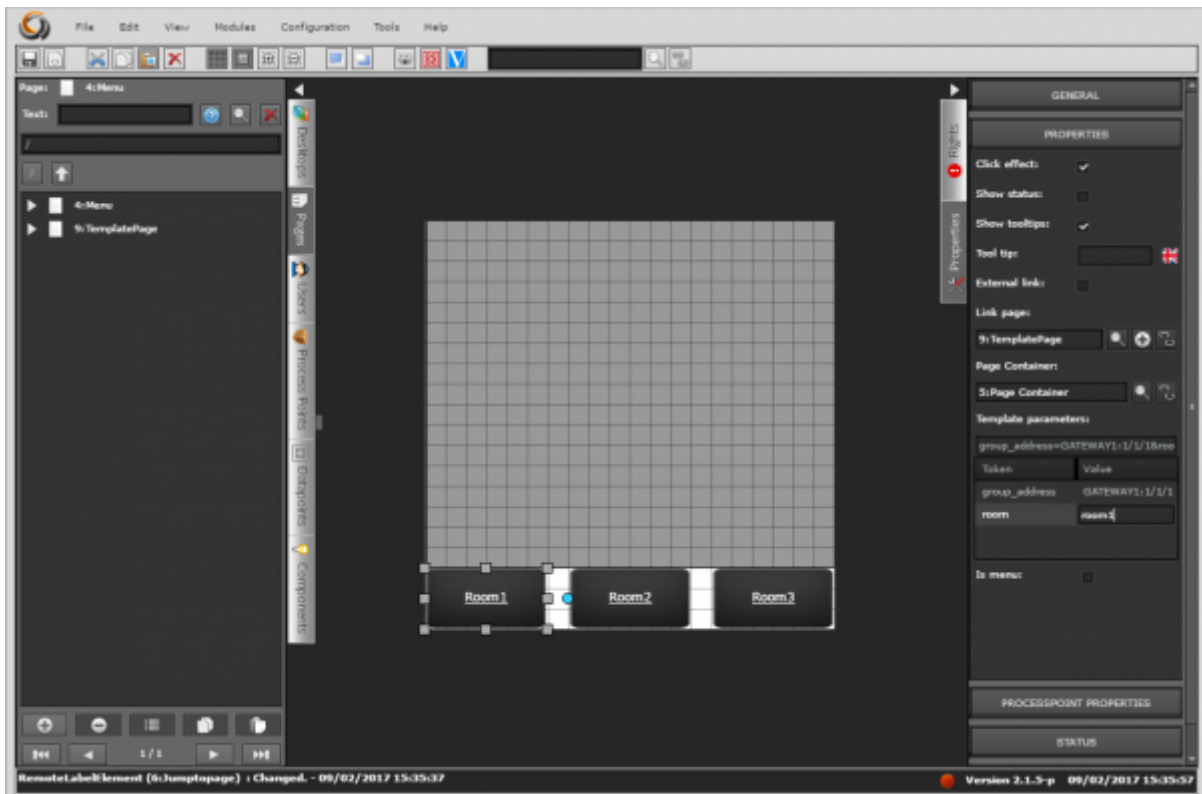 File Edit View Modules Configuration Tools Help
Page: 4:Menu
Text:
/
/
4:Menu
9:TemplatePage
1/1
Desktops
Pages
Users
Process Points
Datapoints
Components
Room1 Room2 Room3
Rights
Properties
GENERAL
PROPERTIES
Click effect:
Show status:
Show tooltips:
Tool tip:
External link:
Link page:
9:TemplatePage
Page Container:
5:Page Container
Template parameters:
group_address=GATEWAY1:1/1/1&roo
Token Value
group_address GATEWAY1:1/1/1
room room1
Is menu:
PROCESSPOINT PROPERTIES
STATUS
RemoteLabelElement (6:Jumptopage) : Changed. - 09/02/2017 15:35:37
Version 2.1.5-p 09/02/2017 15:35:57